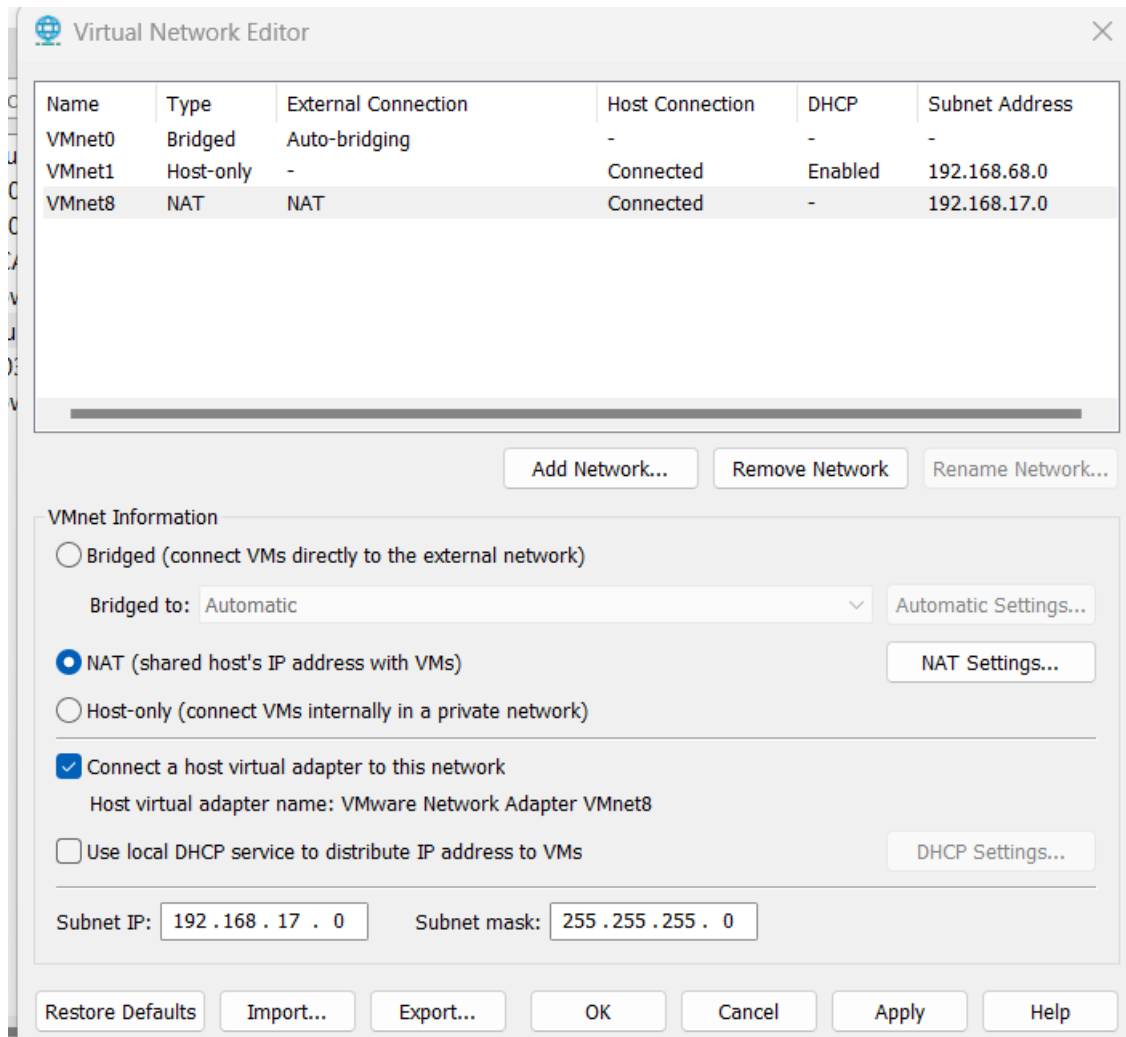 Virtual Network Editor
Name Type External Connection Host Connection DHCP Subnet Address
VMnet0 Bridged Auto-bridging - - -
VMnet1 Host-only - Connected Enabled 192.168.68.0
VMnet8 NAT NAT Connected - 192.168.17.0
Add Network... Remove Network Rename Network...
VMnet Information
Bridged (connect VMs directly to the external network)
Bridged to: Automatic Automatic Settings...
NAT (shared host's IP address with VMs) NAT Settings...
Host-only (connect VMs internally in a private network)
Connect a host virtual adapter to this network
Host virtual adapter name: VMware Network Adapter VMnet8
Use local DHCP service to distribute IP address to VMs DHCP Settings...
Subnet IP: 192 . 168 . 17 . 0 Subnet mask: 255 . 255 . 255 . 0
Restore Defaults Import... Export... OK Cancel Apply Help